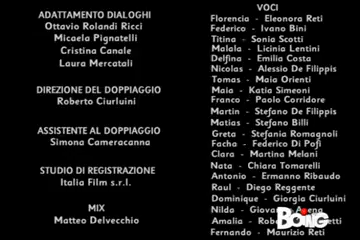 ADATTAMENTO DIALOGHI
Ottavio Rolandi Ricci
Micaela Pignatelli
Cristina Canale
Laura Mercatali
DIREZIONE DEL DOPPIAGGIO
Roberto Ciurluini
ASSISTENTE AL DOPPIAGGIO
Simona Cameracanna
STUDIO DI REGISTRAZIONE
Italia Film s.r.l.
MIX
Matteo Delvecchio
VOCI
Florencia - Eleonora Reti
Federico - Ivano Bini
Titina - Sonia Scotti
Malala - Licinia Lentini
Delfina - Emilia Costa
Nicolas - Alessio De Filippis
Tomas - Maia Orienti
Maia - Katia Simeoni
Franco - Paolo Corridore
Martin - Stefano De Filippis
Matias - Stefano Billi
Greta - Stefania Romagnoli
Facha - Federico Di Pofi
Clara - Martina Melani
Nata - Chiara Tomarelli
Antonio - Ermanno Ribaudo
Raul - Diego Reggente
Dominique - Giorgia Ciurluini
Nilda - Giovanna
Amalia - Robe
Fernando - Maurizio Reti
BOING